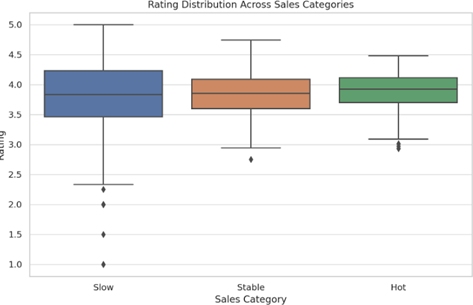 Rating Distribution Across Sales Categories
5.0
4.5
4.0
3.5
3.0
2.5
2.0
1.5
1.0
Rating
Slow Stable Hot
Sales Category